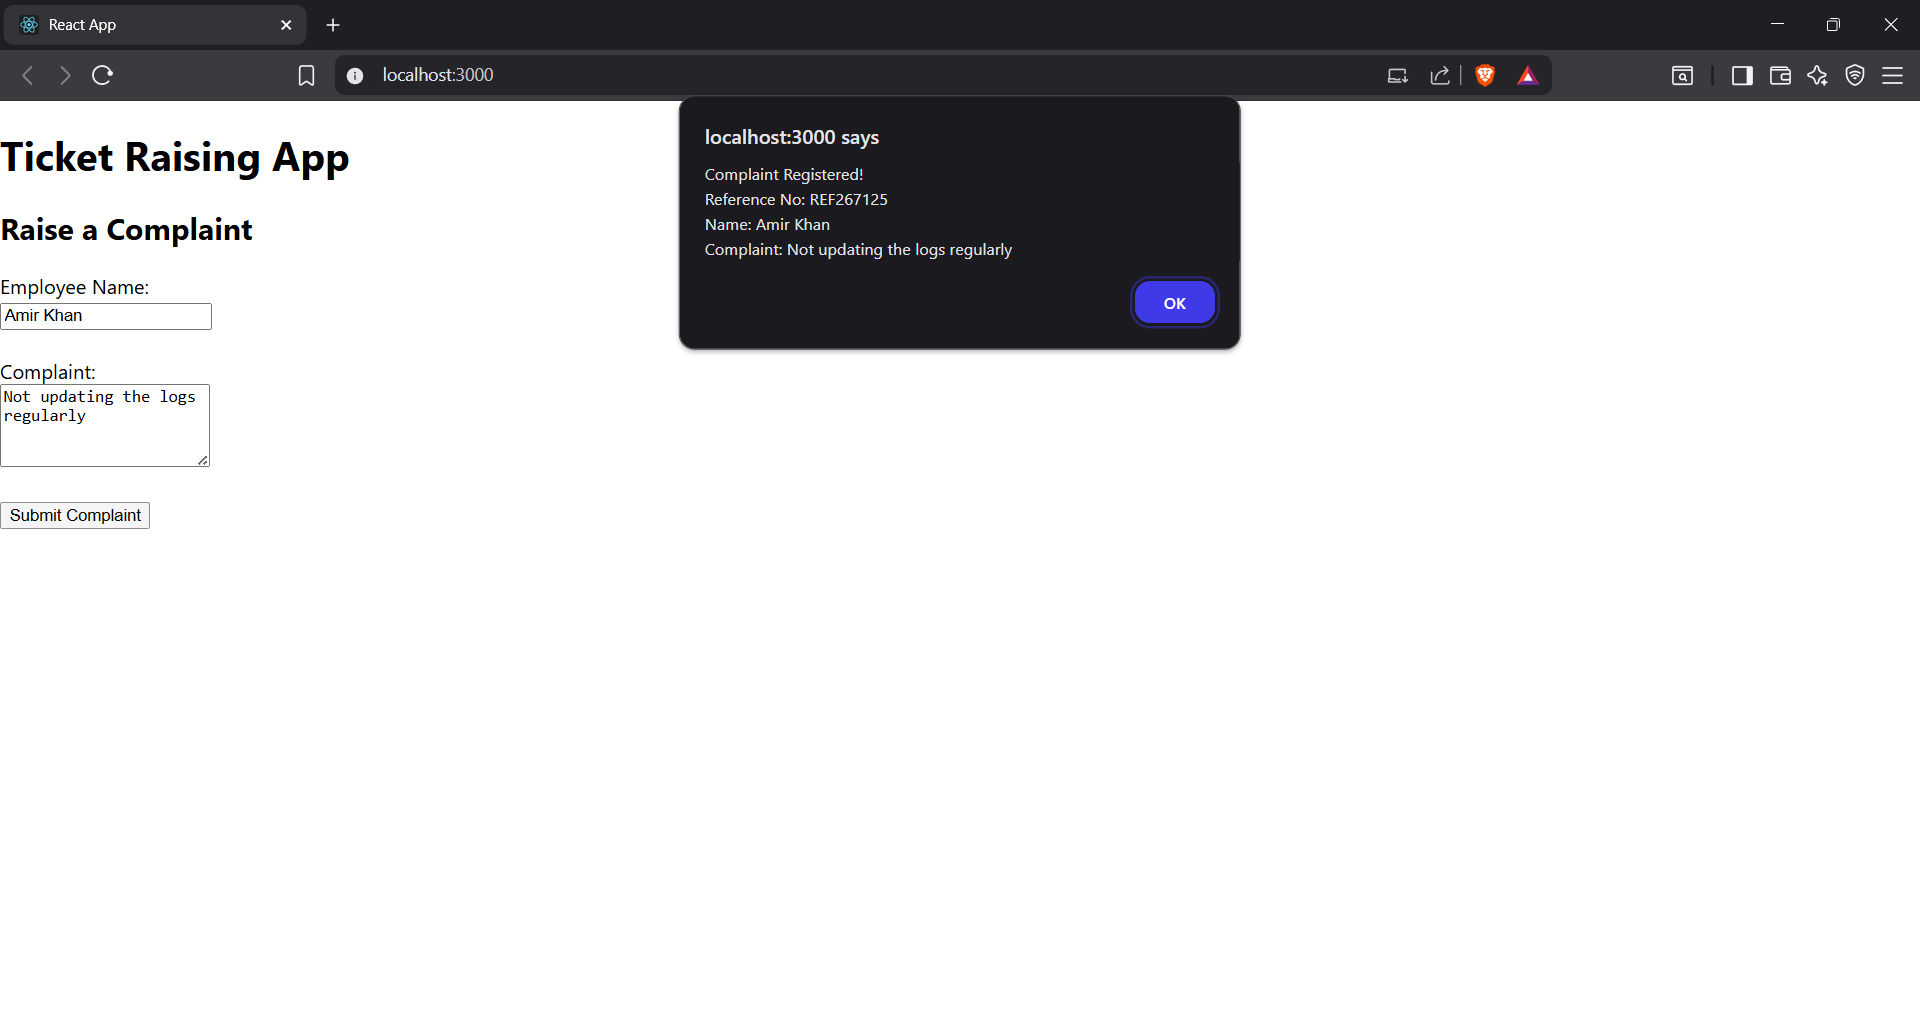 React App
localhost:3000
localhost:3000 says
Complaint Registered!
Reference No: REF267125
Name: Amir Khan
Complaint: Not updating the logs regularly
OK
Ticket Raising App
Raise a Complaint
Employee Name:
Amir Khan
Complaint:
Not updating the logs
regularly
Submit Complaint